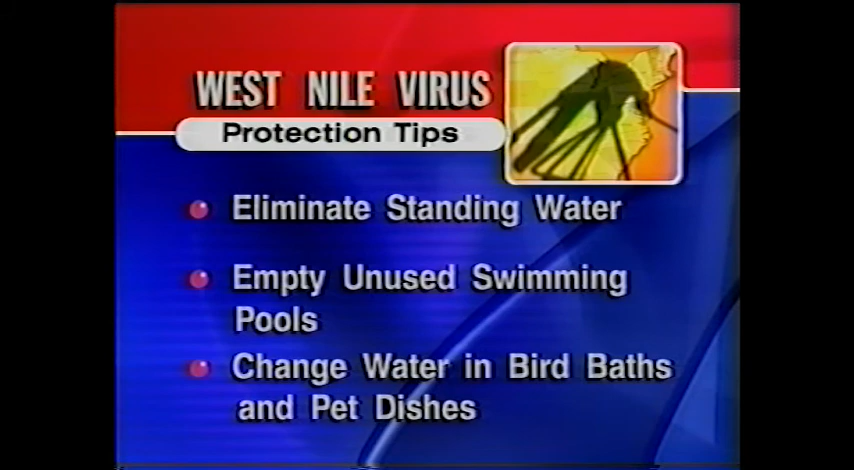 WEST NILE VIRUS
Protection Tips
Eliminate Standing Water
Empty Unused Swimming
Pools
Change Water in Bird Baths
and Pet Dishes